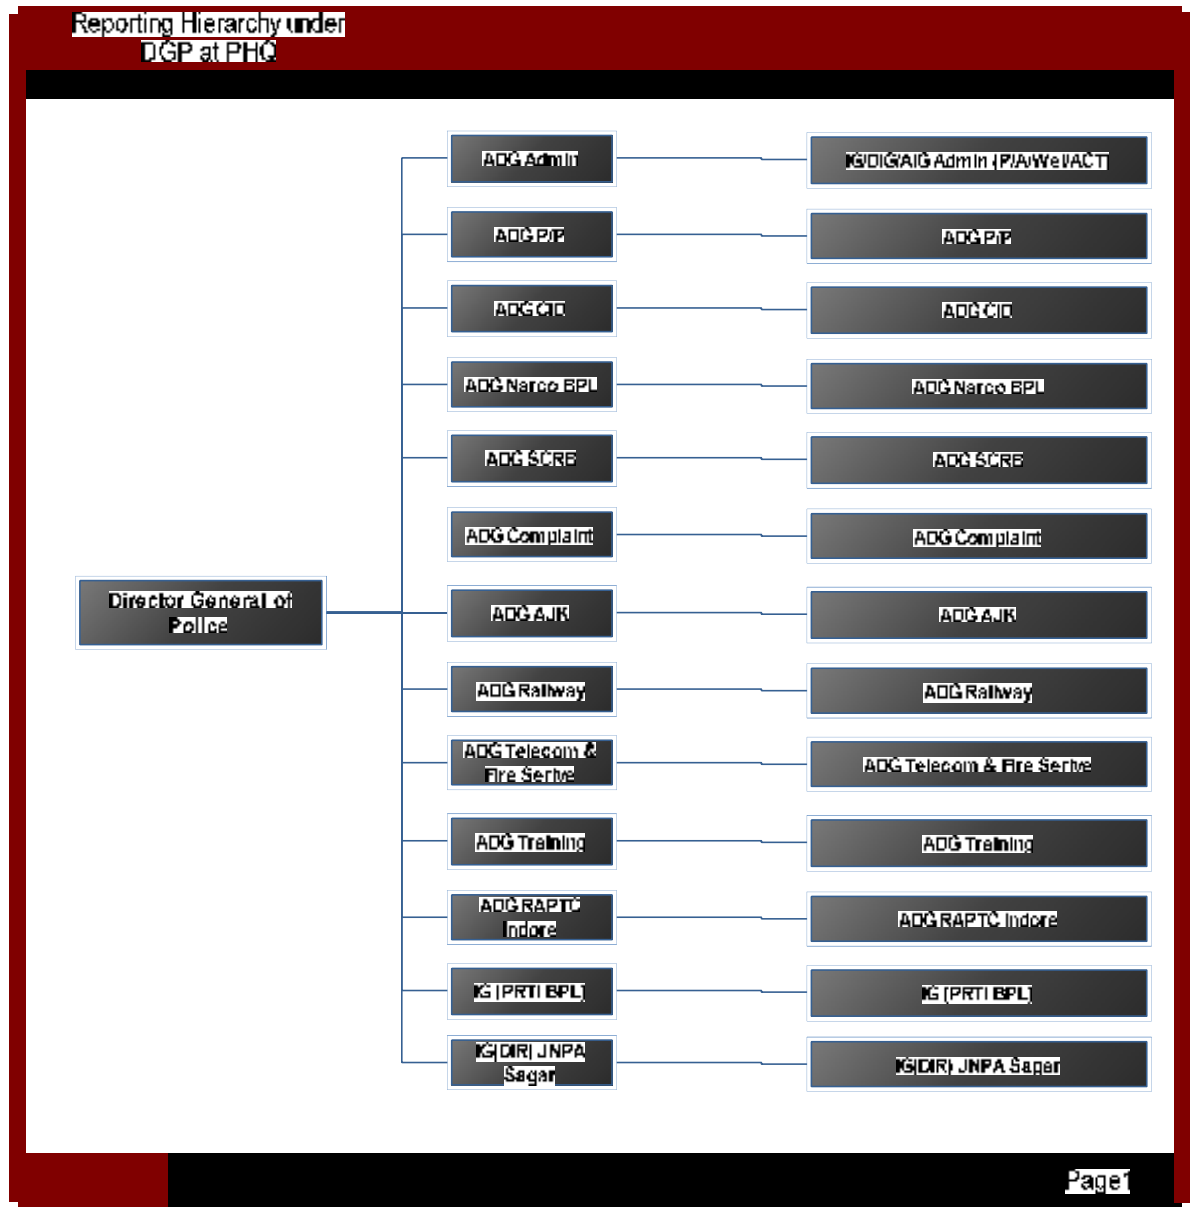 Reporting Hierarchy under
DGP at PHQ
ADG Admin
IG/DIG/AIG Admin (P/A/Wel/ACT)
ADG P/P
ADG P/P
ADG CID
ADG CID
ADG Narco BPL
ADG Narco BPL
ADG SCRB
ADG SCRB
ADG Complaint
ADG Complaint
Director General of
Police
ADG AJK
ADG AJK
ADG Railway
ADG Railway
ADG Telecom &
Fire Serive
ADG Telecom & Fire Serive
ADG Training
ADG Training
ADG RAPTC
Indore
ADG RAPTC Indore
IG (PRTI BPL)
IG (PRTI BPL)
IG(DIR) JNPA
Sagar
IG(DIR) JNPA Sagar
Page1